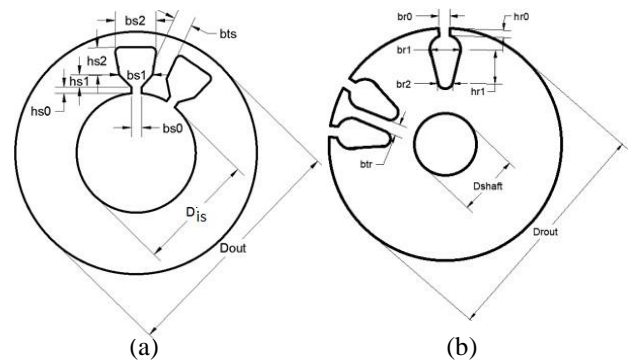 bs2
bts
hs2
bs1
hs1
hs0
bs0
Dis
Dout
(a)
br0
hr0
br1
br2
hr1
btr
Dshaft
Drout
(b)